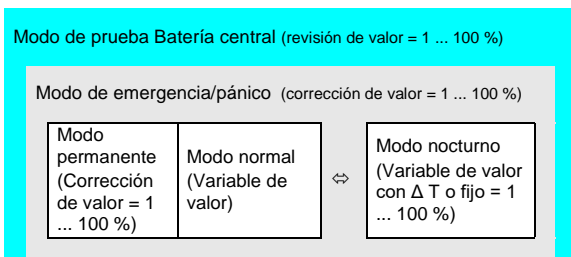 Modo de prueba Batería central (revisión de valor = 1 ... 100 %)
Modo de emergencia/pánico (corrección de valor = 1 ... 100 %)
Modo
permanente
(Corrección
de valor = 1
... 100 %)
Modo normal
(Variable de
valor)
⇔
Modo nocturno
(Variable de valor
con Δ T o fijo = 1
... 100 %)